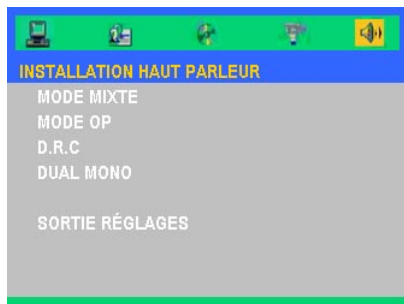 INSTALLATION HAUT PARLEUR
MODE MIXTE
MODE OP
D.R.C
DUAL MONO
SORTIE RÉGLAGES